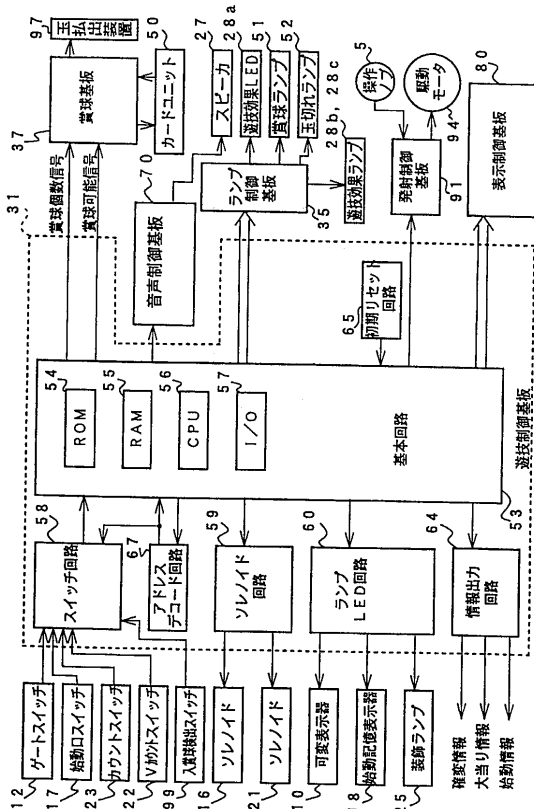 31
賞球個数信号
賞球可能信号
37
賞球基板
97
玉払出装置
カードユニット
50
70
音声制御基板
27
スピーカ
28a
遊技効果LED
51
賞球ランプ
52
玉切れランプ
ランプ
制御
基板
35
28b, 28c
遊技効果ランプ
5
操作
ノブ
発射制御
基板
91
駆動
モータ
94
80
表示制御基板
65
初期リセット
回路
54
ROM
55
RAM
56
CPU
57
I/O
基本回路
53
遊技制御基板
58
スイッチ回路
67
アドレス
デコード回路
59
ソレノイド
回路
60
ランプ
LED回路
64
情報出力
回路
12
ゲートスイッチ
17
始動口スイッチ
23
カウントスイッチ
22
Vカウントスイッチ
99
入賞球検出スイッチ
16
ソレノイド
21
ソレノイド
10
可変表示器
18
始動記憶表示器
25
装飾ランプ
確変情報
大当り情報
始動情報